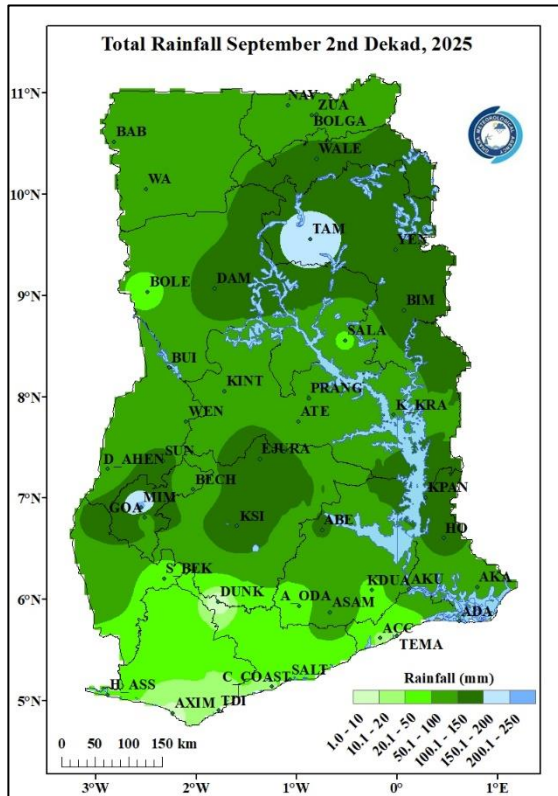 Total Rainfall September 2nd Dekad, 2025
11°N
NAV
ZUA
BOLGA
BAB
WALE
10°N
WA
TAM
YEN
9°N
BOLE
DAM
BIM
SALA
BUI
8°N
KINT
PRANG
WEN
ATE
K_KRA
SUN
EJURA
D_AHEN
BECH
KPAN
7°N
MIM
GOA
KSI
ABE
HO
S_BEK
KDUA
AKU
AKA
6°N
DUNK
A_ODA
ASAM
ADA
ACC
TEMA
SALT
C_COAST
H_ASS
Rainfall (mm)
5°N
AXIM
TDI
1.0 - 10
10.1 - 20
20.1 - 50
50.1 - 100
100.1 - 150
150.1 - 200
200.1 - 250
0 35 70 140 km
3°W
2°W
1°W
0°
1°E